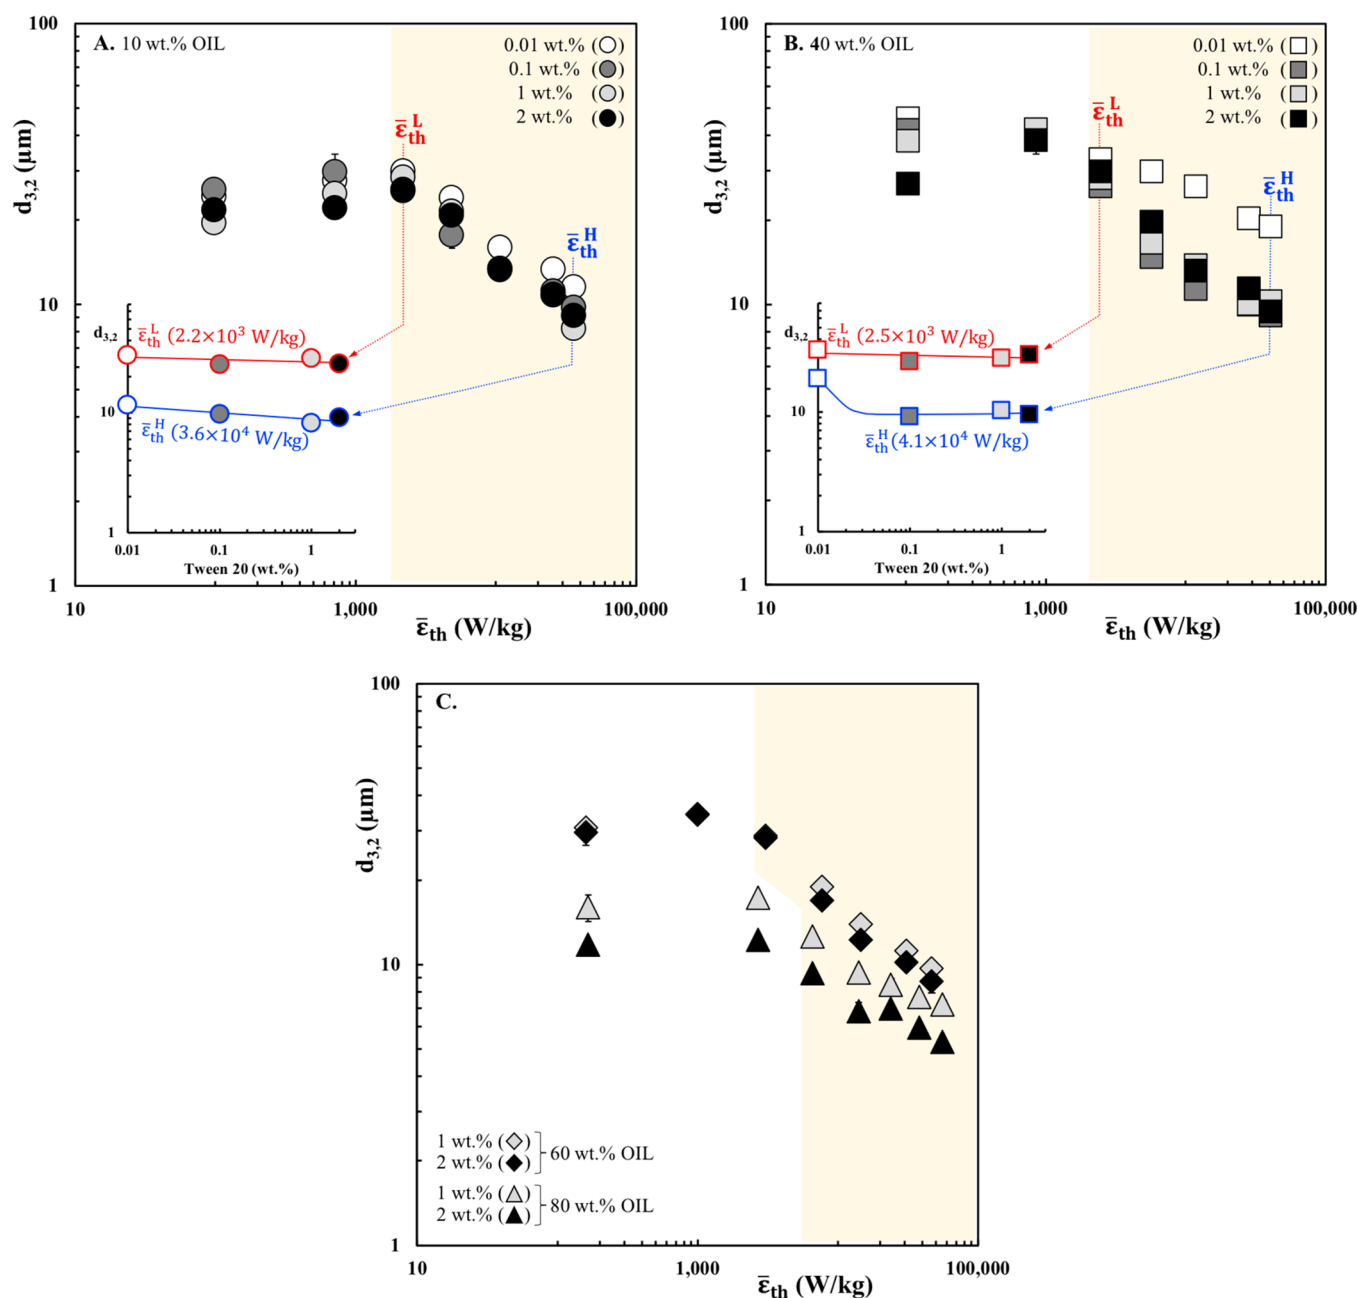 A. 10 wt.% OIL
0.01 wt.% (○)
0.1 wt.% (●)
1 wt.% (○)
2 wt.% (●)
100
10
1
d3,2 (μm)
ε̅th^L
ε̅th^H
d3,2
ε̅th^L (2.2×10³ W/kg)
10
ε̅th^H (3.6×10⁴ W/kg)
1
0.01 0.1 1
Tween 20 (wt.%)
10 1,000 100,000
ε̅th (W/kg)
B. 40 wt.% OIL
0.01 wt.% (□)
0.1 wt.% (■)
1 wt.% (□)
2 wt.% (■)
100
10
1
d3,2 (μm)
ε̅th^L
ε̅th^H
d3,2
ε̅th^L (2.5×10³ W/kg)
10
ε̅th^H (4.1×10⁴ W/kg)
1
0.01 0.1 1
Tween 20 (wt.%)
10 1,000 100,000
ε̅th (W/kg)
C.
100
10
1
d3,2 (μm)
1 wt.% (◇)
2 wt.% (◆)
60 wt.% OIL
1 wt.% (△)
2 wt.% (▲)
80 wt.% OIL
10 1,000 100,000
ε̅th (W/kg)